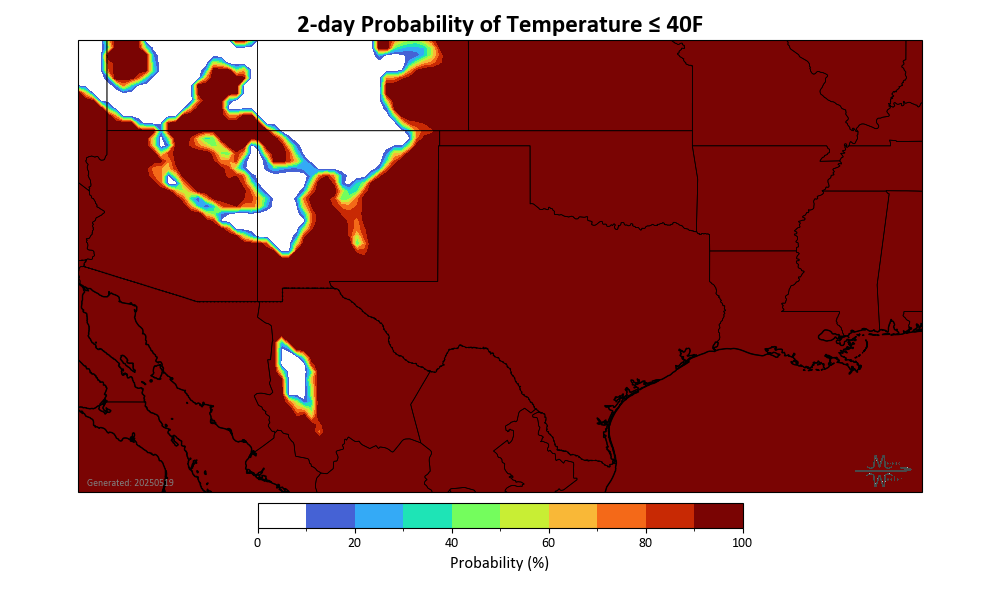 2-day Probability of Temperature ≤ 40F
Generated: 20250519
0 20 40 60 80 100
Probability (%)